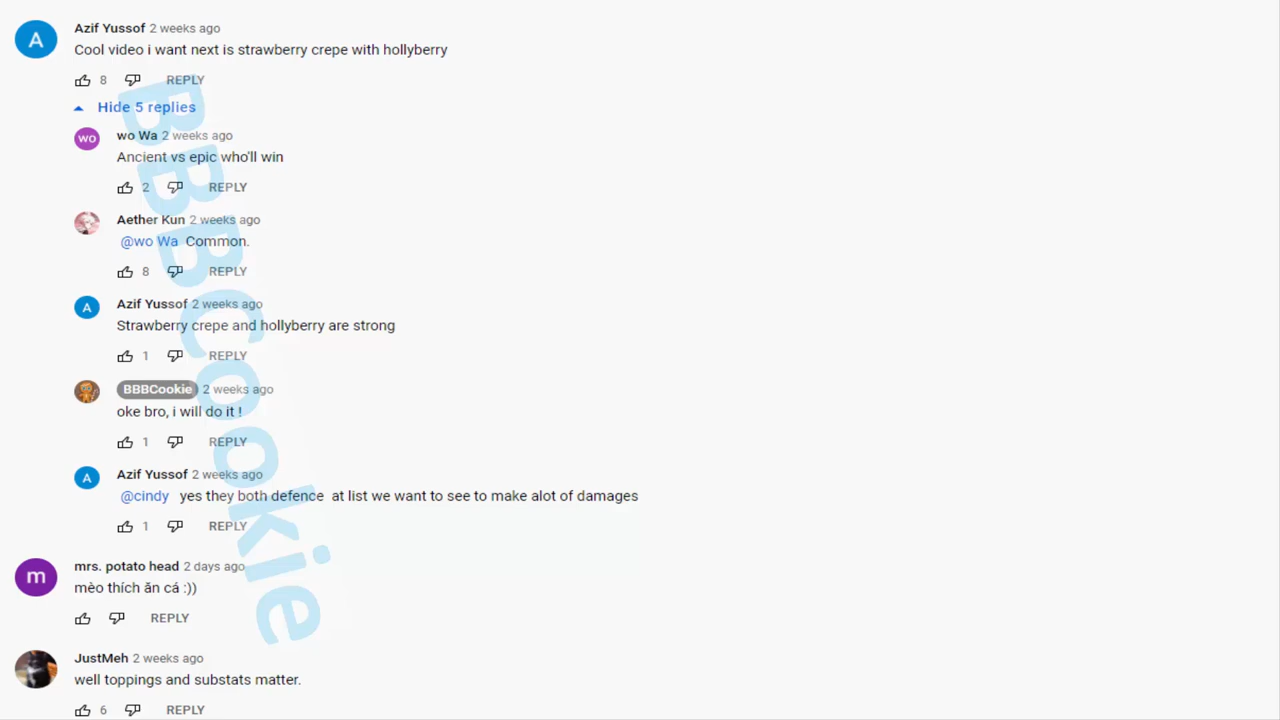 A
Azif Yussof 2 weeks ago
Cool video i want next is strawberry crepe with hollyberry
8 REPLY
Hide 5 replies
wo
wo Wa 2 weeks ago
Ancient vs epic who'll win
2 REPLY
Aether Kun 2 weeks ago
@wo Wa Common.
8 REPLY
A
Azif Yussof 2 weeks ago
Strawberry crepe and hollyberry are strong
1 REPLY
BBBCookie 2 weeks ago
oke bro, i will do it !
1 REPLY
A
Azif Yussof 2 weeks ago
@cindy yes they both defence at list we want to see to make alot of damages
1 REPLY
m
mrs. potato head 2 days ago
mèo thích ăn cá :))
REPLY
JustMeh 2 weeks ago
well toppings and substats matter.
6 REPLY
BBBCookie